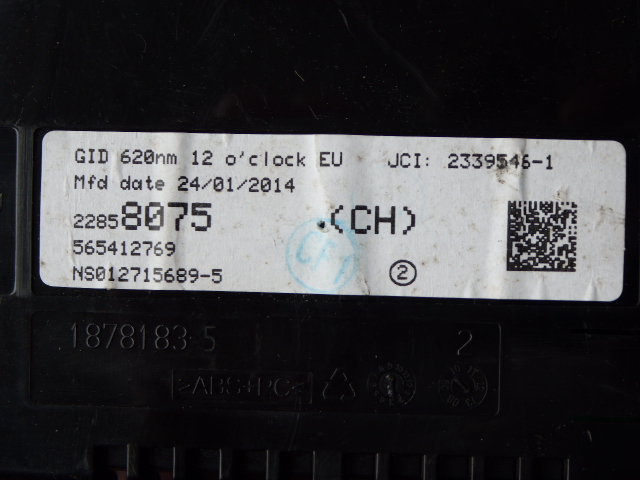 GID 620nm 12 o'clock EU JCI: 2339546-1
Mfd date 24/01/2014
22858075 (CH)
565412769
NS012715689-5 2
1878183-5 2
>ABS+PC<